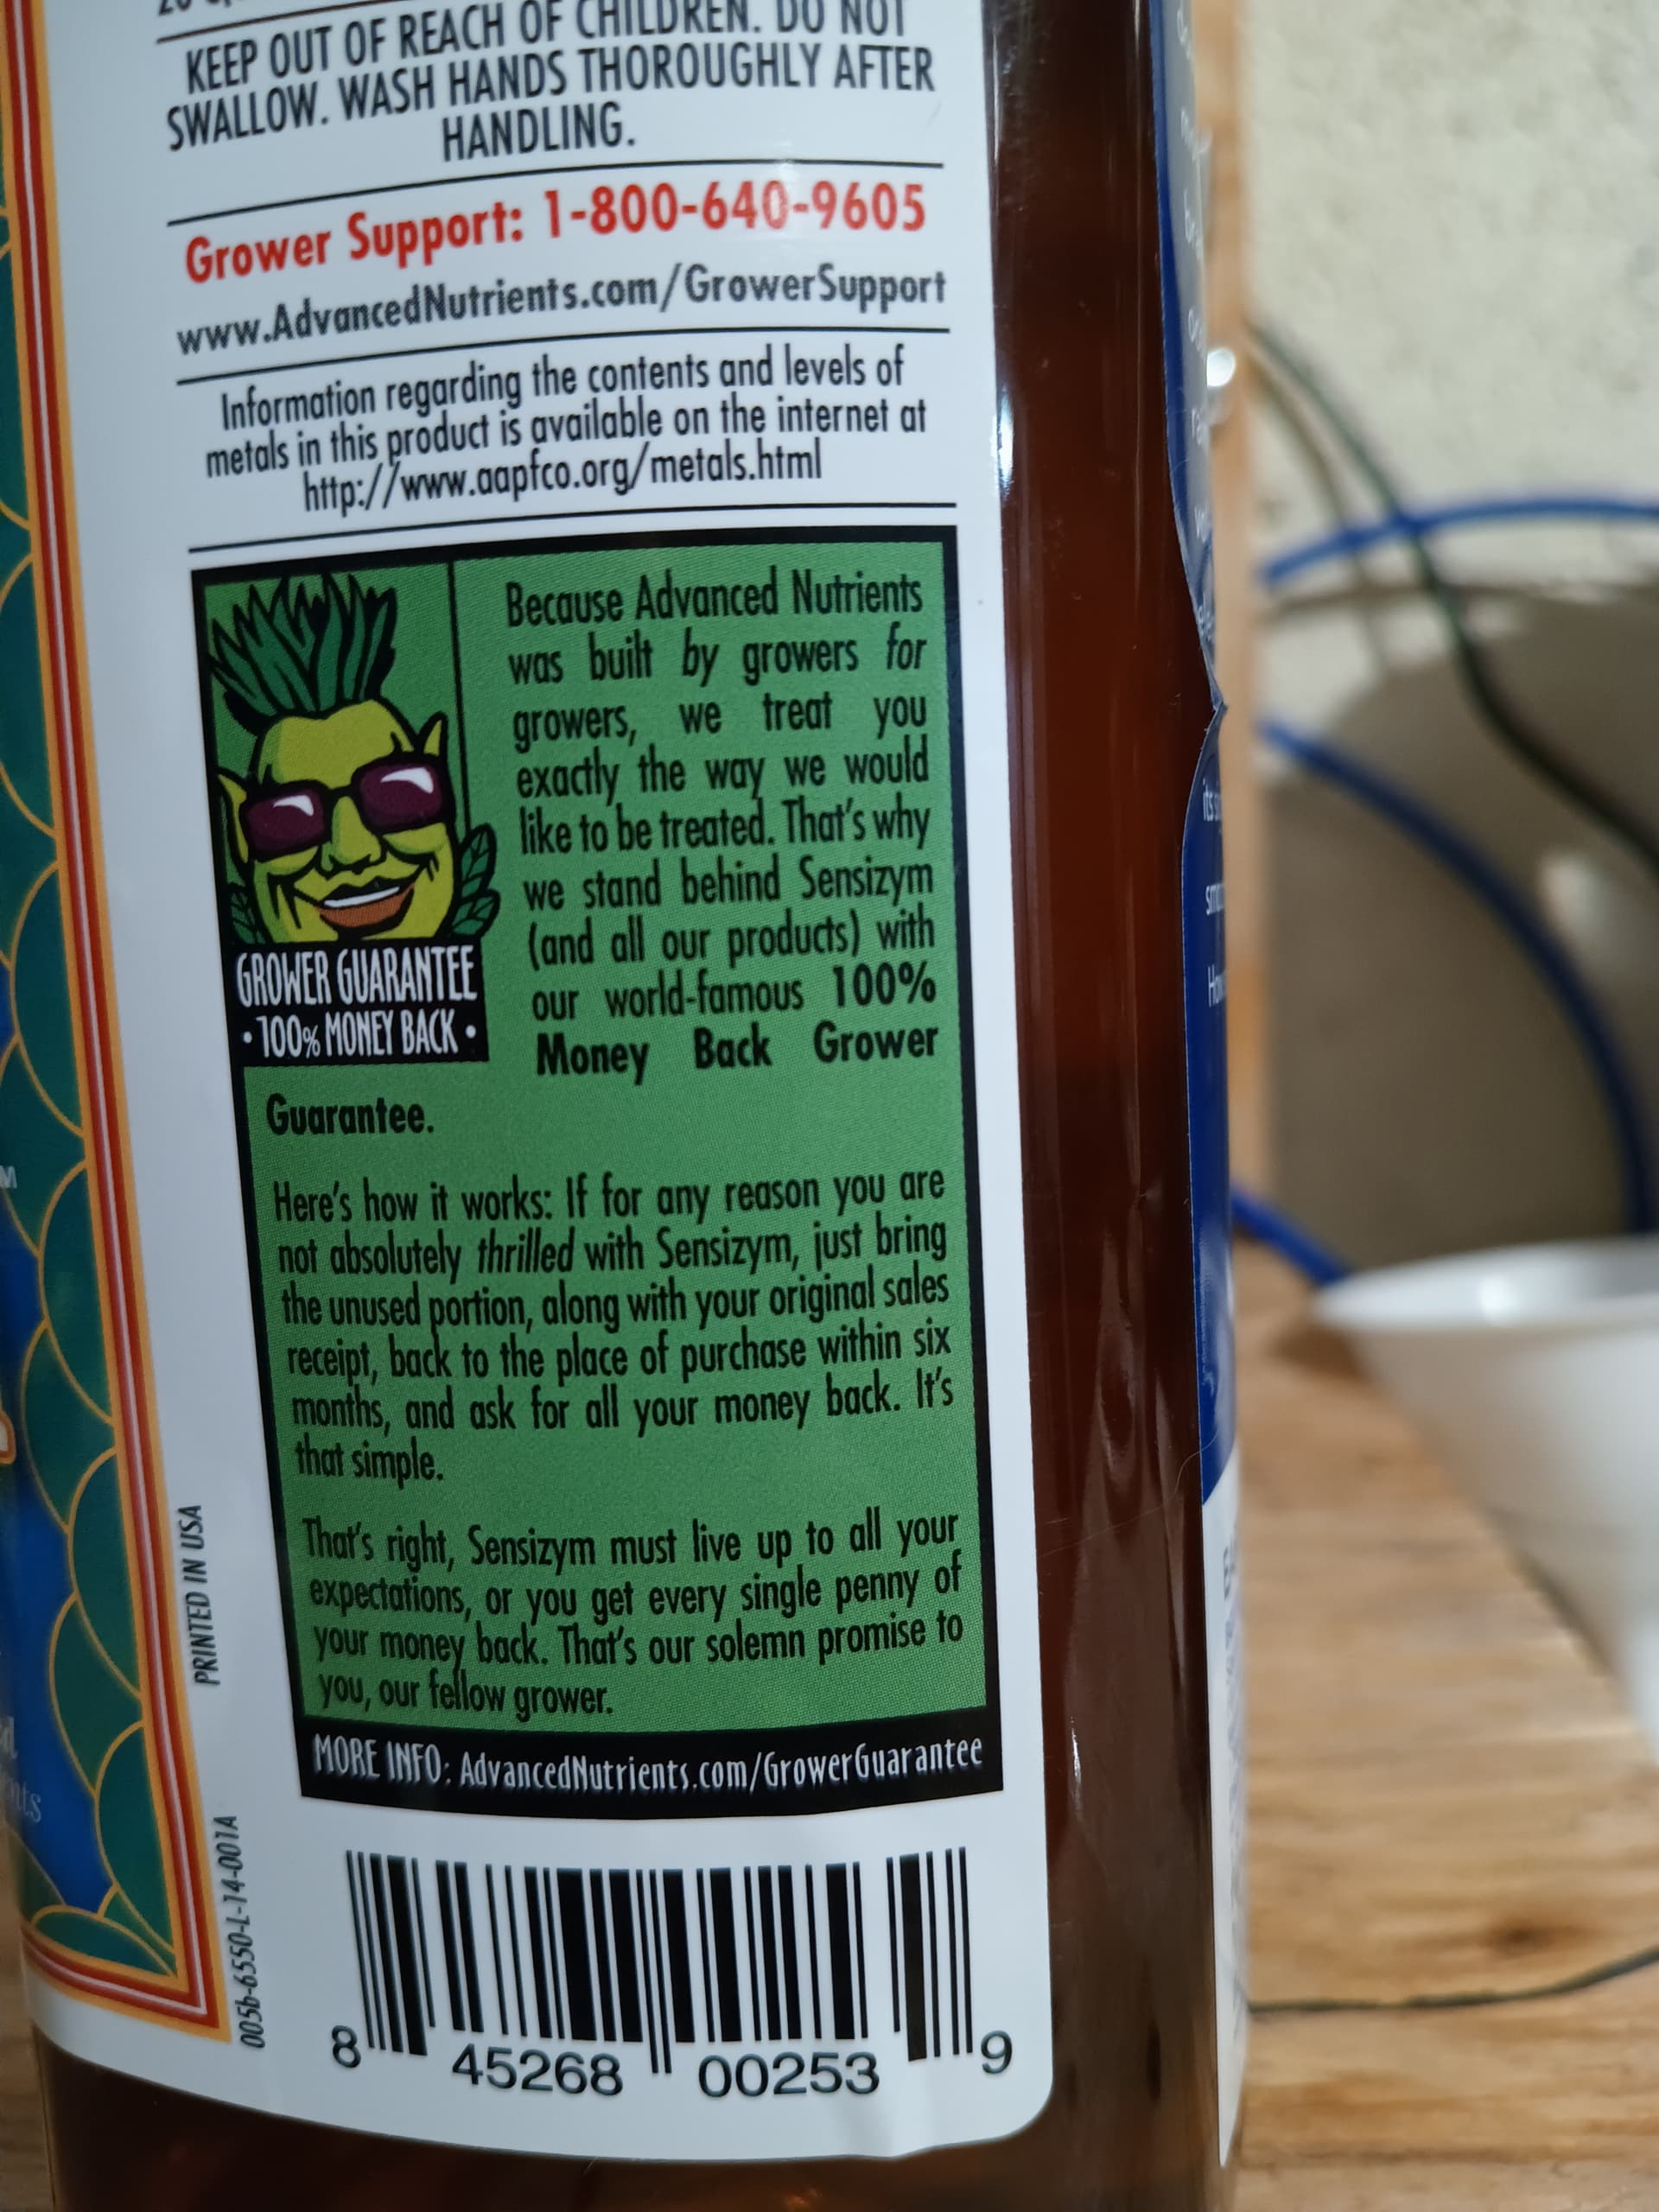 KEEP OUT OF REACH OF CHILDREN. DO NOT
SWALLOW. WASH HANDS THOROUGHLY AFTER
HANDLING.
Grower Support: 1-800-640-9605
www.AdvancedNutrients.com/GrowerSupport
Information regarding the contents and levels of
metals in this product is available on the internet at
http://www.aapfco.org/metals.html
Because Advanced Nutrients
was built by growers for
growers, we treat you
exactly the way we would
like to be treated. That's why
we stand behind Sensizym
(and all our products) with
our world-famous 100%
Money Back Grower
Guarantee.
GROWER GUARANTEE
• 100% MONEY BACK •
Here's how it works: If for any reason you are
not absolutely thrilled with Sensizym, just bring
the unused portion, along with your original sales
receipt, back to the place of purchase within six
months, and ask for all your money back. It's
that simple.
That's right, Sensizym must live up to all your
expectations, or you get every single penny of
your money back. That's our solemn promise to
you, our fellow grower.
MORE INFO: AdvancedNutrients.com/GrowerGuarantee
PRINTED IN USA
005b-6550-L-14-001A
8 45268 00253 9